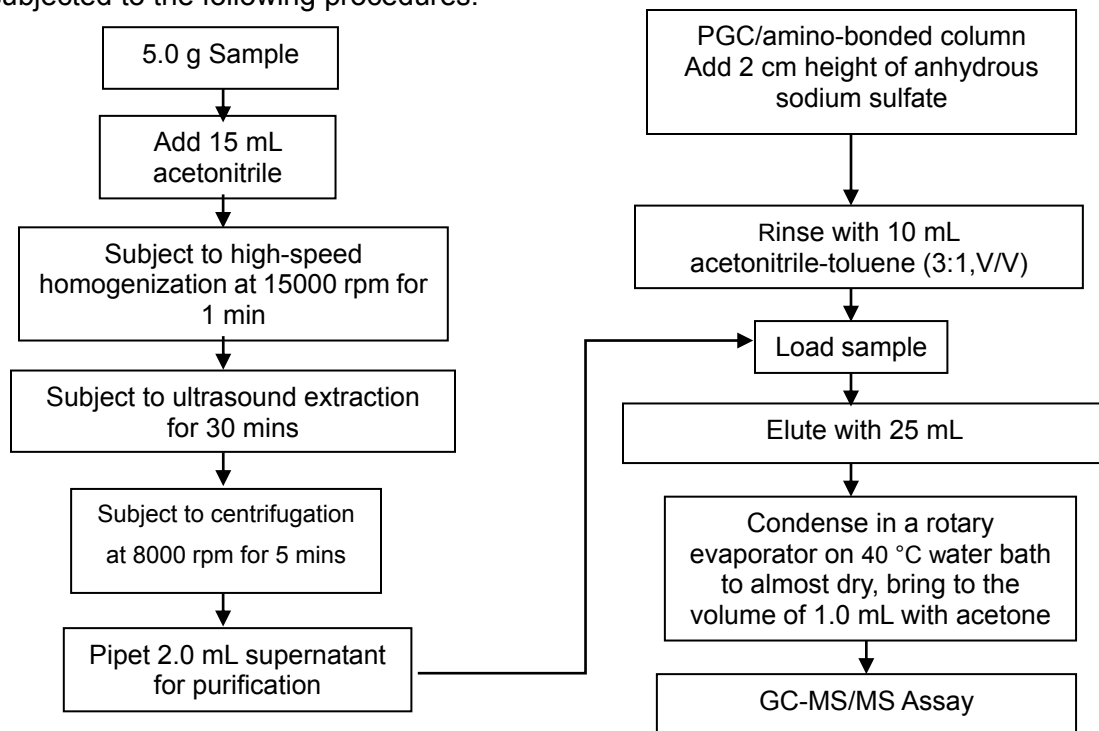 subjected to the following procedures:
5.0 g Sample
Add 15 mL
acetonitrile
Subject to high-speed
homogenization at 15000 rpm for
1 min
Subject to ultrasound extraction
for 30 mins
Subject to centrifugation
at 8000 rpm for 5 mins
Pipet 2.0 mL supernatant
for purification
PGC/amino-bonded column
Add 2 cm height of anhydrous
sodium sulfate
Rinse with 10 mL
acetonitrile-toluene (3:1,V/V)
Load sample
Elute with 25 mL
Condense in a rotary
evaporator on 40 °C water bath
to almost dry, bring to the
volume of 1.0 mL with acetone
GC-MS/MS Assay